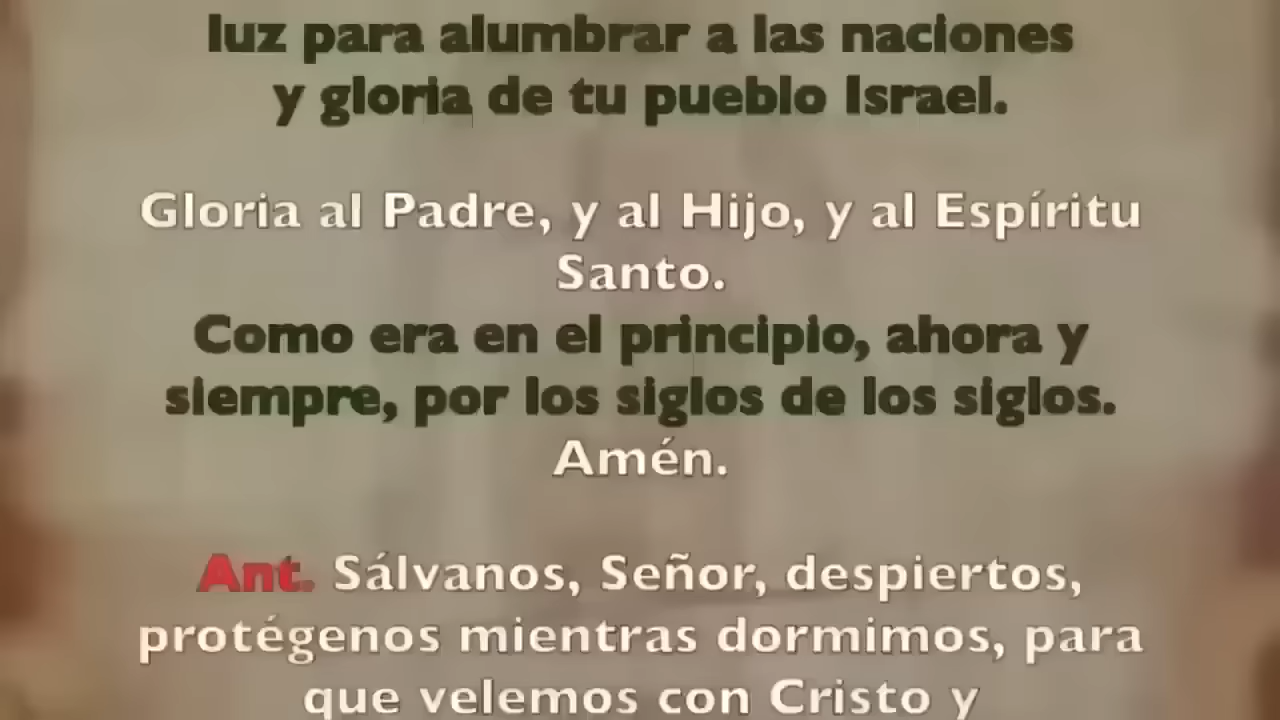 luz para alumbrar a las naciones
y gloria de tu pueblo Israel.
Gloria al Padre, y al Hijo, y al Espíritu
Santo.
Como era en el principio, ahora y
siempre, por los siglos de los siglos.
Amén.
Ant. Sálvanos, Señor, despiertos,
protégenos mientras dormimos, para
que velemos con Cristo y